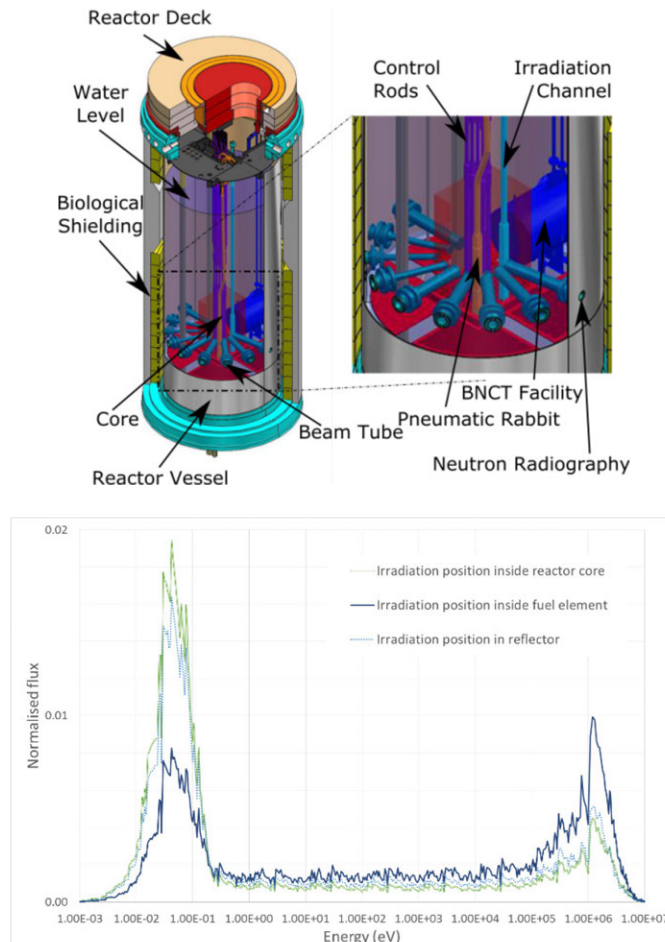 Reactor Deck
Water
Level
Biological
Shielding
Core
Reactor Vessel
Beam Tube
Control
Rods
Irradiation
Channel
BNCT Facility
Pneumatic Rabbit
Neutron Radiography
0.02
0.01
0.00
Normalised flux
Irradiation position inside reactor core
Irradiation position inside fuel element
Irradiation position in reflector
1.00E-03 1.00E-02 1.00E-01 1.00E+00 1.00E+01 1.00E+02 1.00E+03 1.00E+04 1.00E+05 1.00E+06 1.00E+07
Energy (eV)